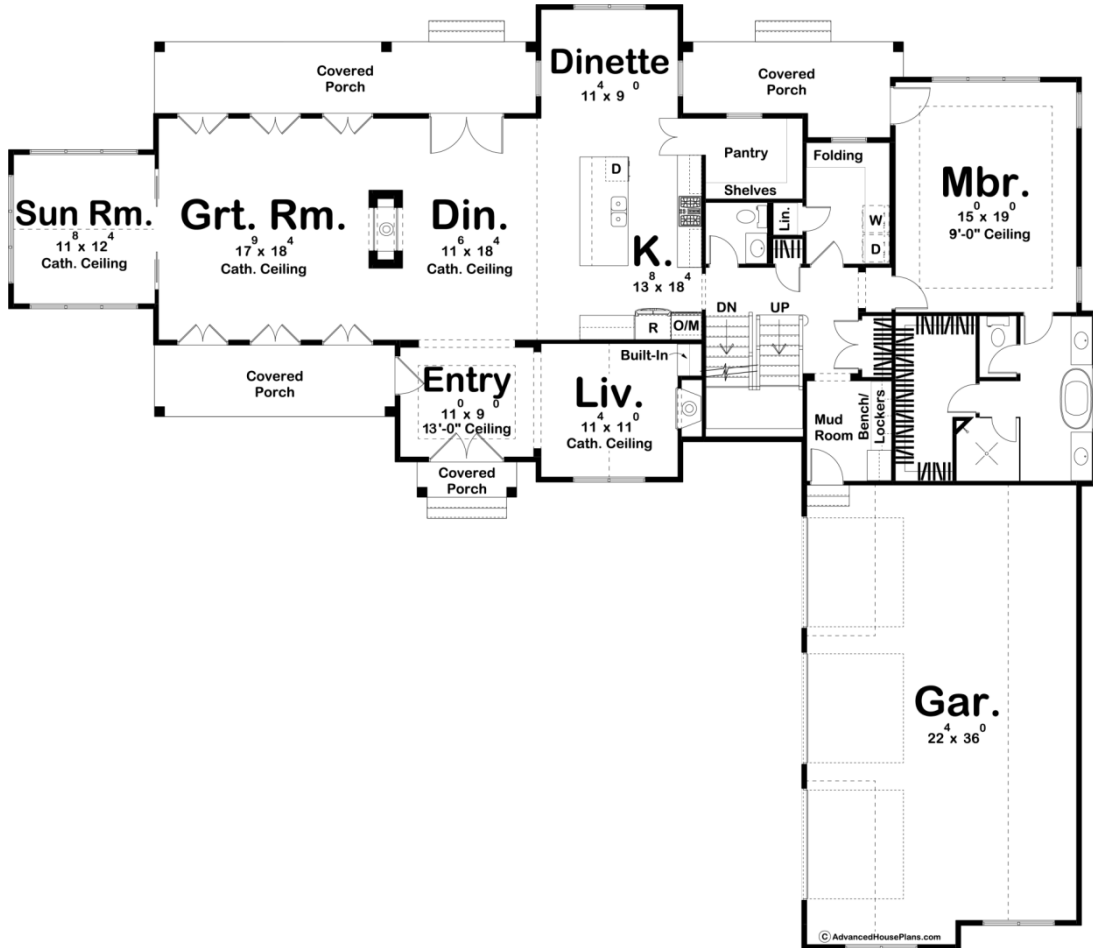 Dinette
11⁴ x 9⁰
Covered
Porch
Covered
Porch
Pantry
Shelves
Folding
Lin.
W
D
Mbr.
15⁰ x 19⁰
9'-0" Ceiling
Sun Rm.
11⁸ x 12⁴
Cath. Ceiling
Grt. Rm.
17⁹ x 18⁴
Cath. Ceiling
Din.
11⁶ x 18⁴
Cath. Ceiling
D
K.
13⁸ x 18⁴
R
O/M
DN
UP
Built-In
Covered
Porch
Entry
11⁰ x 9⁰
13'-0" Ceiling
Liv.
11⁴ x 11⁰
Cath. Ceiling
Mud
Room
Bench/
Lockers
Covered
Porch
Gar.
22⁴ x 36⁰
© AdvancedHousePlans.com